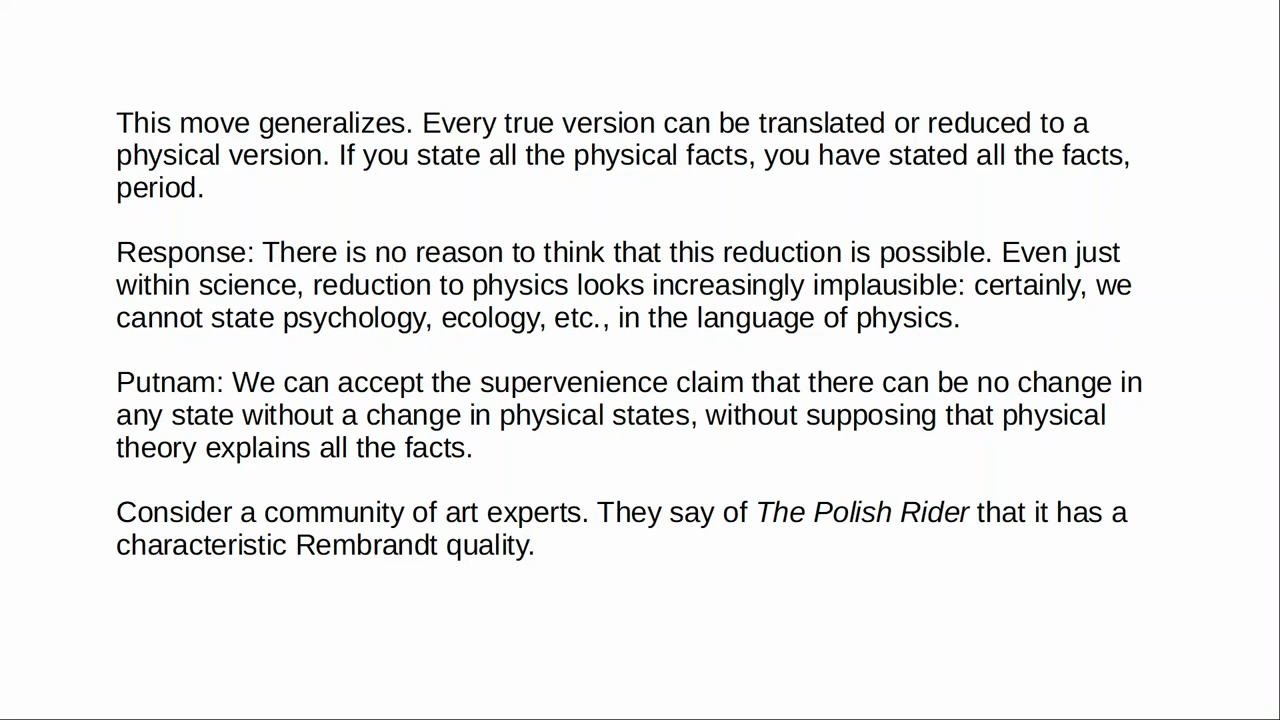 This move generalizes. Every true version can be translated or reduced to a
physical version. If you state all the physical facts, you have stated all the facts,
period.
Response: There is no reason to think that this reduction is possible. Even just
within science, reduction to physics looks increasingly implausible: certainly, we
cannot state psychology, ecology, etc., in the language of physics.
Putnam: We can accept the supervenience claim that there can be no change in
any state without a change in physical states, without supposing that physical
theory explains all the facts.
Consider a community of art experts. They say of The Polish Rider that it has a
characteristic Rembrandt quality.